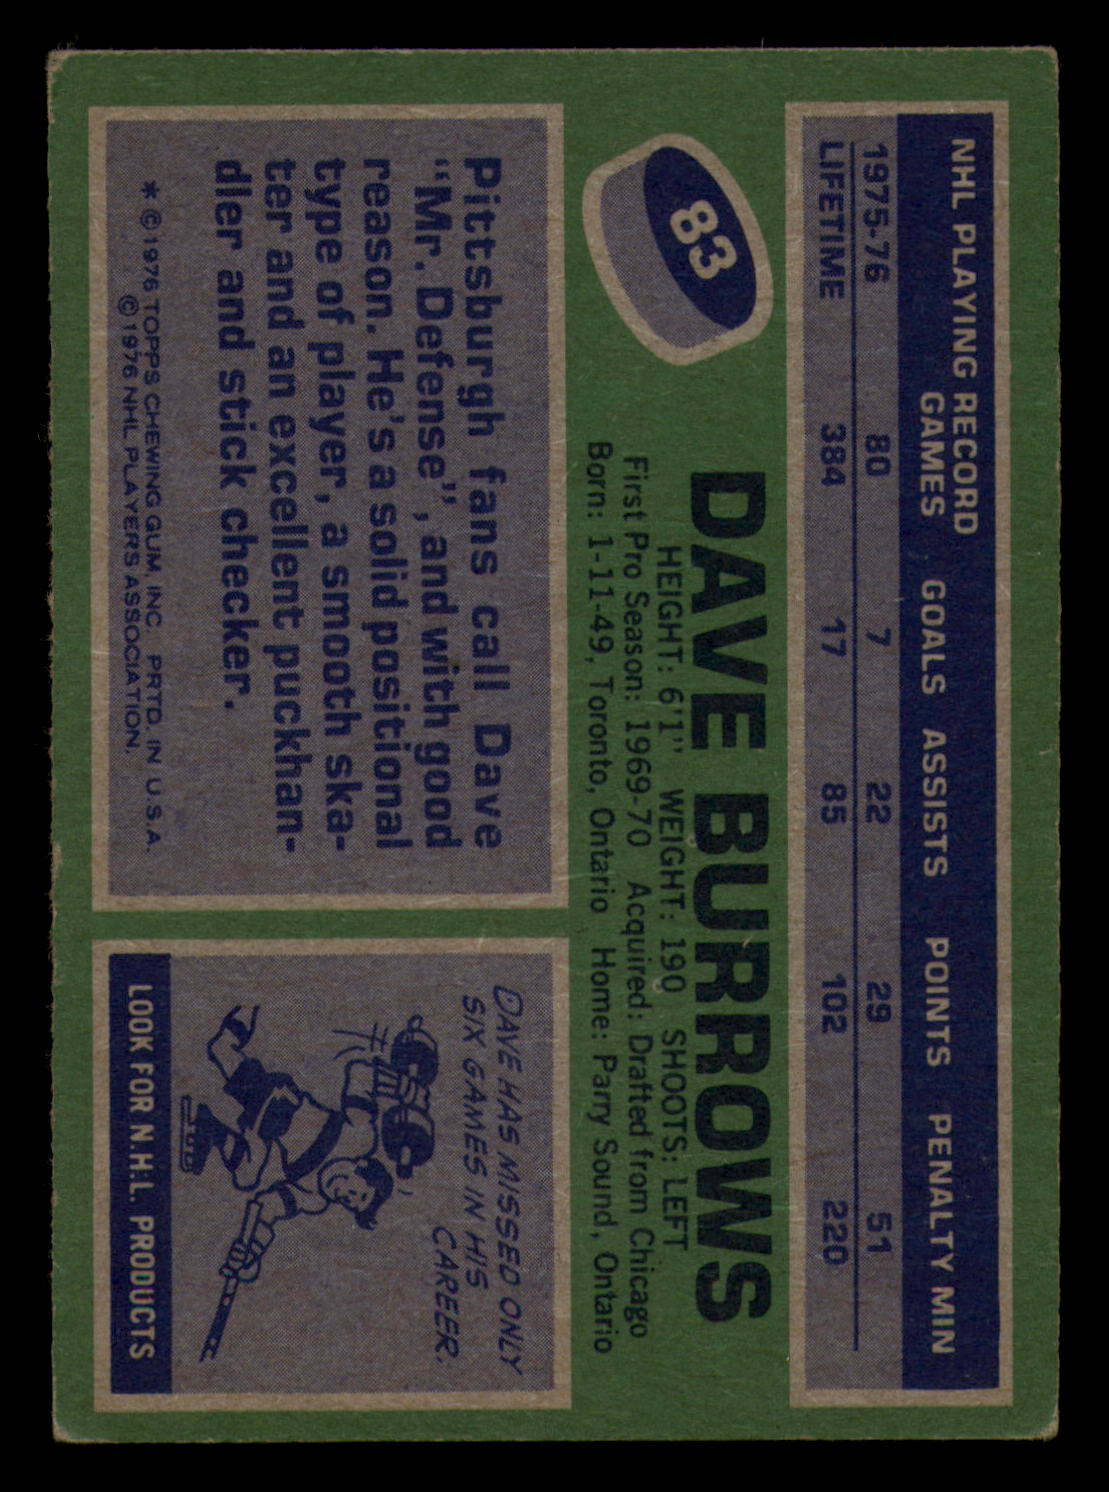 NHL PLAYING RECORD
GAMES GOALS ASSISTS POINTS PENALTY MIN
1975-76 80 7 22 29 51
LIFETIME 384 17 85 102 220
83
DAVE BURROWS
HEIGHT: 6'1" WEIGHT: 190 SHOOTS: LEFT
First Pro Season: 1969-70 Acquired: Drafted from Chicago
Born: 1-11-49, Toronto, Ontario Home: Parry Sound, Ontario
Pittsburgh fans call Dave
"Mr. Defense", and with good
reason. He's a solid positional
type of player, a smooth ska-
ter and an excellent puckhan-
dler and stick checker.
* © 1976 TOPPS CHEWING GUM, INC. PRTD. IN U.S.A.
© 1976 NHL PLAYERS ASSOCIATION.
DAVE HAS MISSED ONLY
SIX GAMES IN HIS
CAREER.
LOOK FOR N.H.L. PRODUCTS